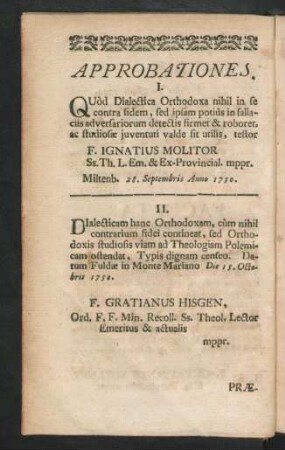 APPROBATIONES.
I.
QUòd Dialectica Orthodoxa nihil in se
contra fidem, sed ipsam potiùs in falla-
ciis adversariorum detectis firmet & roboret,
ac studiosæ juventuti valde sit utilis, testor
F. IGNATIUS MOLITOR
Ss. Th. L. Em. & Ex-Provincial. mppr.
Miltenb. 28. Septembris Anno 1750.
II.
DIalecticam hanc Orthodoxam, cùm nihil
contrarium fidei contineat, sed Ortho-
doxis studiosis viam ad Theologiam Polemi-
cam ostendat, Typis dignam censeo. Da-
tum Fuldæ in Monte Mariano Die 15. Octo-
bris 1750.
F. GRATIANUS HISGEN,
Ord. F. F. Min. Recoll. Ss. Theol. Lector
Emeritus & actualis
mppr.
PRÆ-